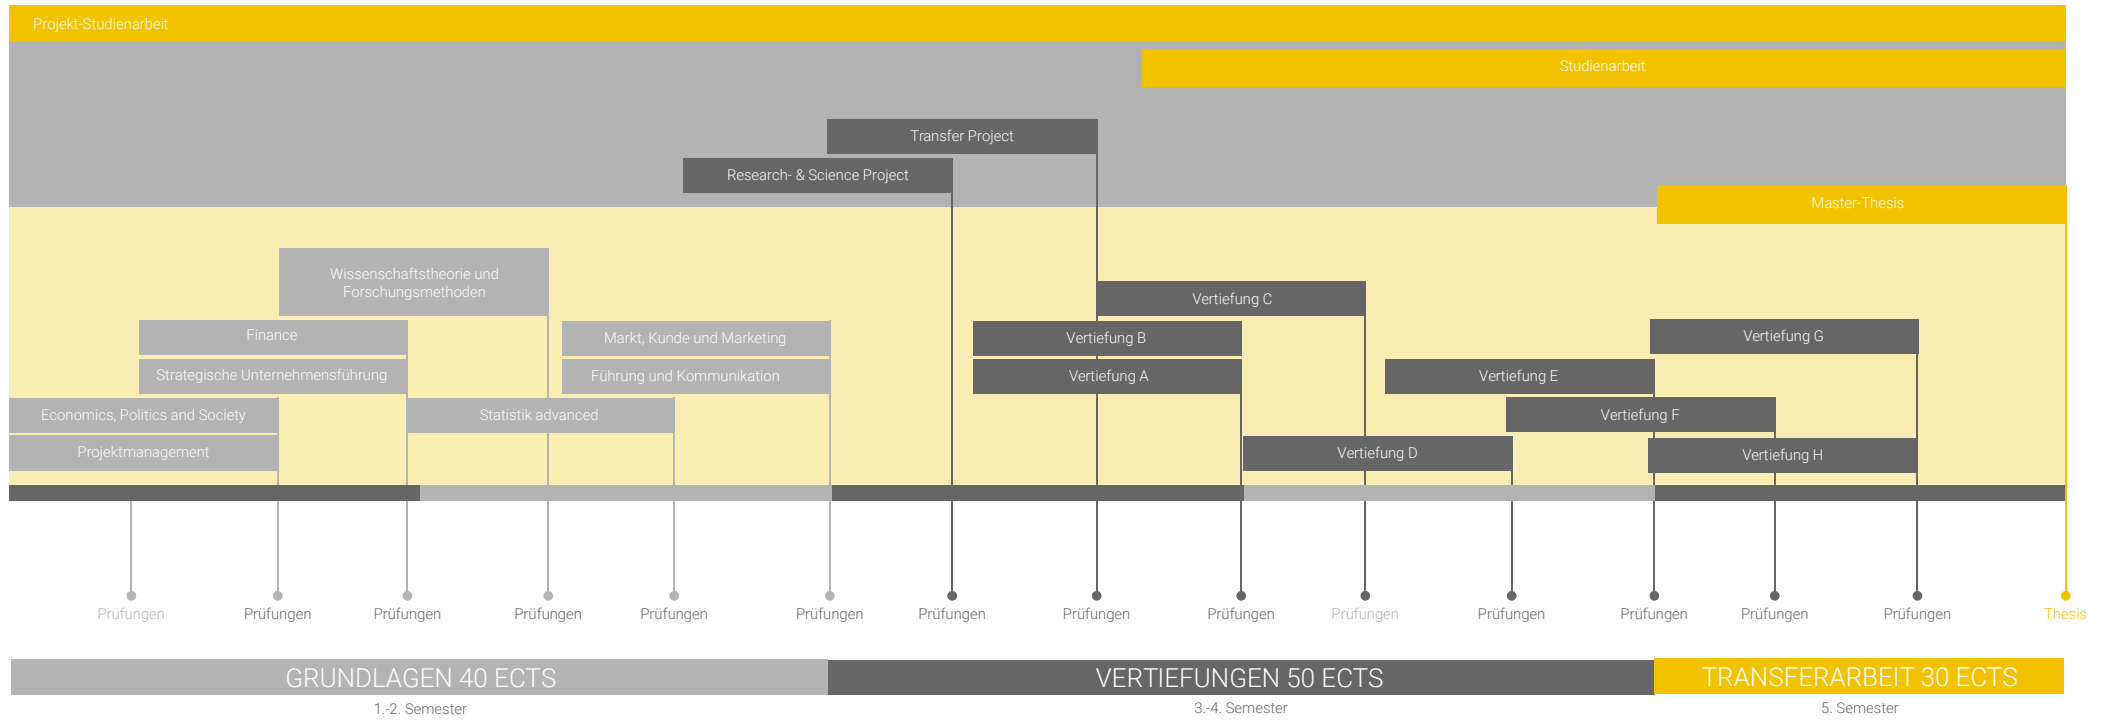 Projekt-Studienarbeit
Studienarbeit
Transfer Project
Research- & Science Project
Master-Thesis
Wissenschaftstheorie und
Forschungsmethoden
Vertiefung C
Finance
Markt, Kunde und Marketing
Vertiefung B
Vertiefung G
Strategische Unternehmensführung
Führung und Kommunikation
Vertiefung A
Vertiefung E
Economics, Politics and Society
Statistik advanced
Vertiefung F
Projektmanagement
Vertiefung D
Vertiefung H
Prüfungen
Prüfungen
Prüfungen
Prüfungen
Prüfungen
Prüfungen
Prüfungen
Prüfungen
Prüfungen
Prüfungen
Prüfungen
Prüfungen
Prüfungen
Prüfungen
Thesis
GRUNDLAGEN 40 ECTS
VERTIEFUNGEN 50 ECTS
TRANSFERARBEIT 30 ECTS
1.-2. Semester
3.-4. Semester
5. Semester